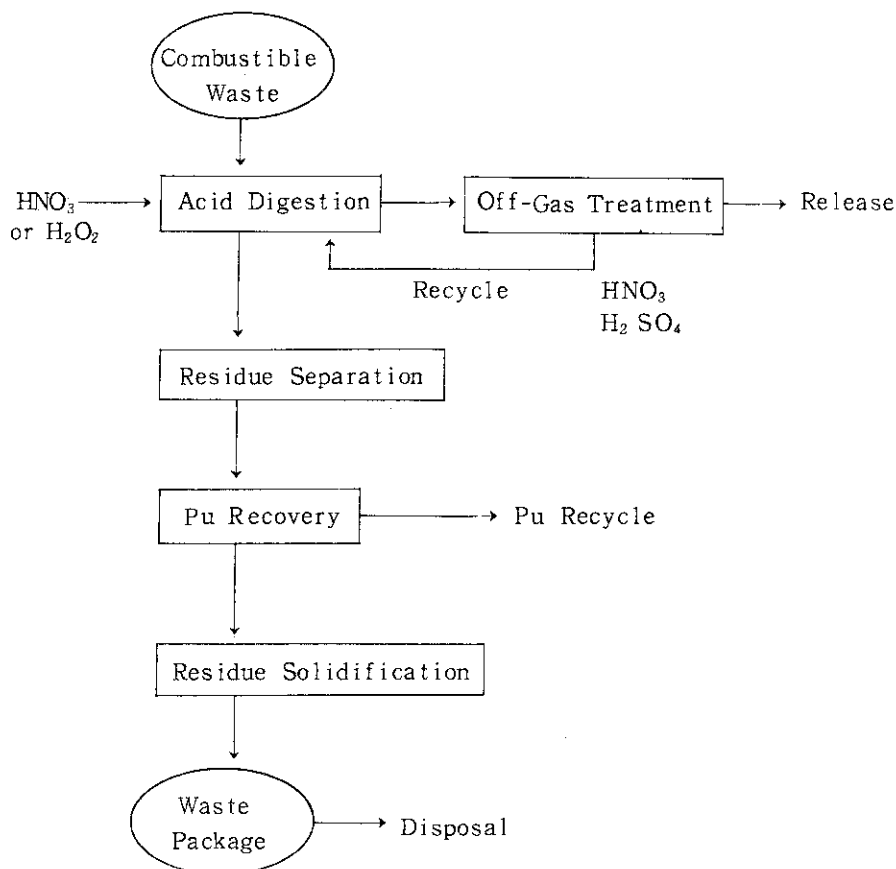 Combustible
Waste
HNO₃
or H₂O₂
Acid Digestion
Off-Gas Treatment
Release
Recycle
HNO₃
H₂ SO₄
Residue Separation
Pu Recovery
Pu Recycle
Residue Solidification
Waste
Package
Disposal